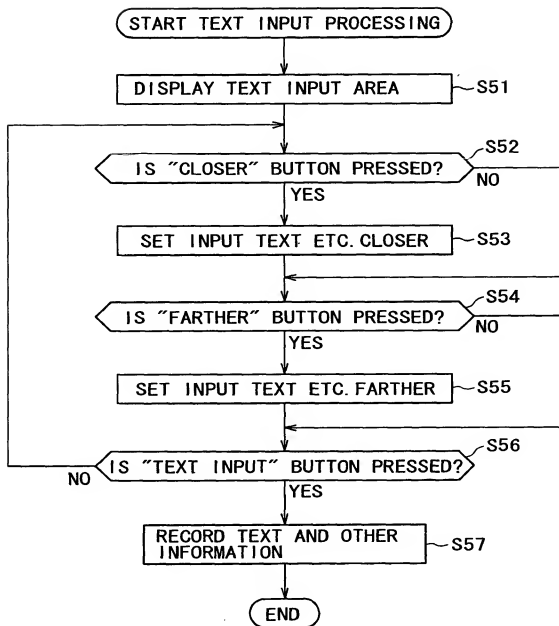 START TEXT INPUT PROCESSING
DISPLAY TEXT INPUT AREA
S51
S52
IS "CLOSER" BUTTON PRESSED?
NO
YES
SET INPUT TEXT ETC. CLOSER
S53
S54
IS "FARTHER" BUTTON PRESSED?
NO
YES
SET INPUT TEXT ETC. FARTHER
S55
S56
IS "TEXT INPUT" BUTTON PRESSED?
NO
YES
RECORD TEXT AND OTHER
INFORMATION
S57
END